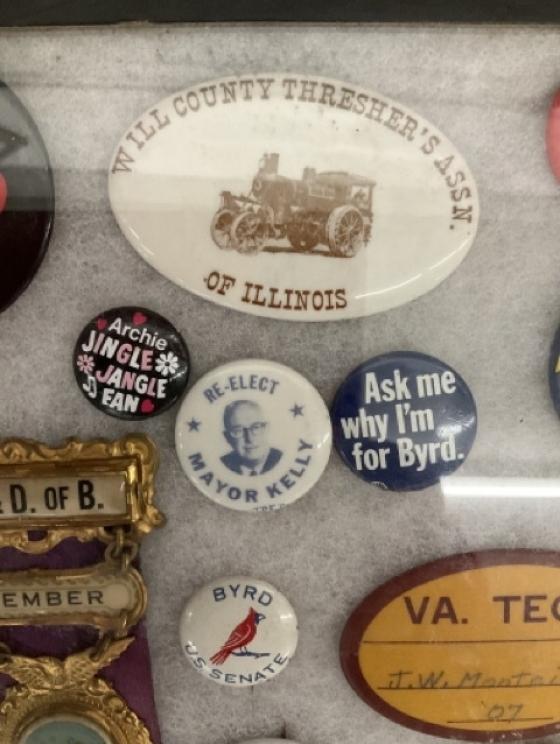 WILL COUNTY THRESHER'S ASS'N.
OF ILLINOIS
Archie
JINGLE
JANGLE
FAN
RE-ELECT
MAYOR KELLY
Ask me
why I'm
for Byrd.
D. OF B.
EMBER
BYRD
U.S. SENATE
VA. TEC
J.W.
'07